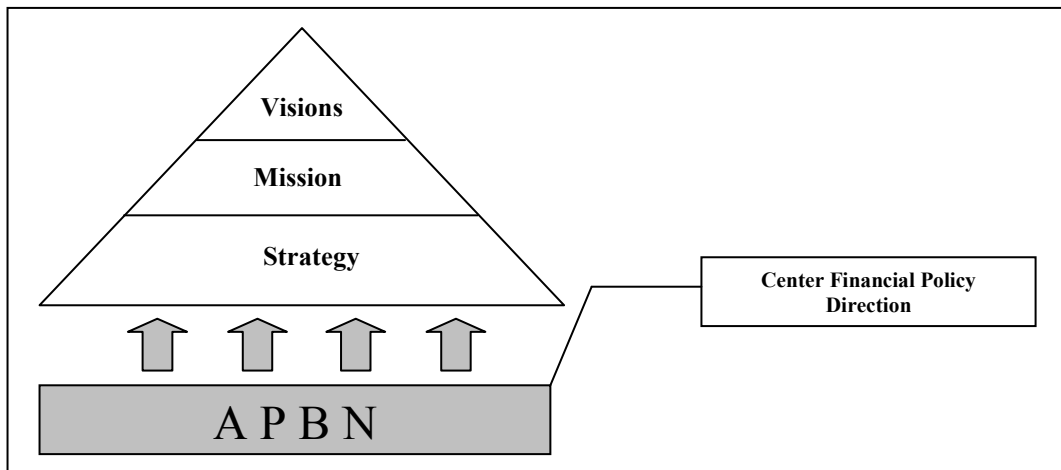 Visions
Mission
Strategy
Center Financial Policy
Direction
A P B N